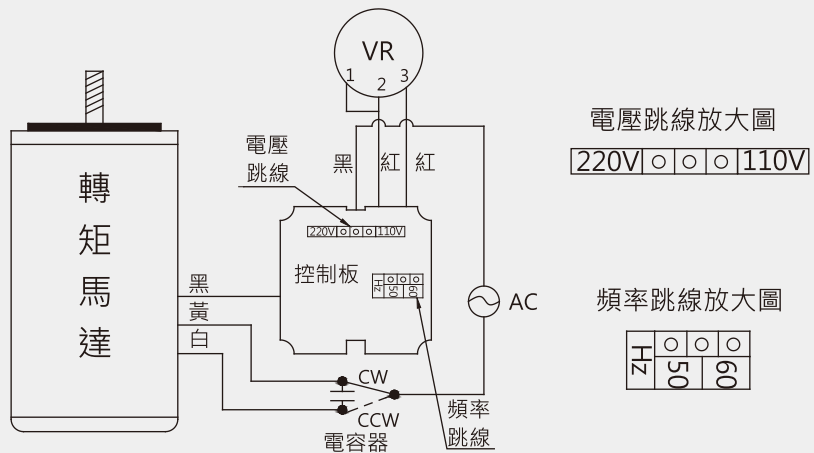 VR
1 2 3
電壓
跳線
黑 紅 紅
電壓跳線放大圖
220V 110V
轉矩馬達
220V 110V
控制板
Hz 50 60
黑
黃
白
AC
頻率跳線放大圖
Hz 50 60
CW
CCW
電容器
頻率
跳線